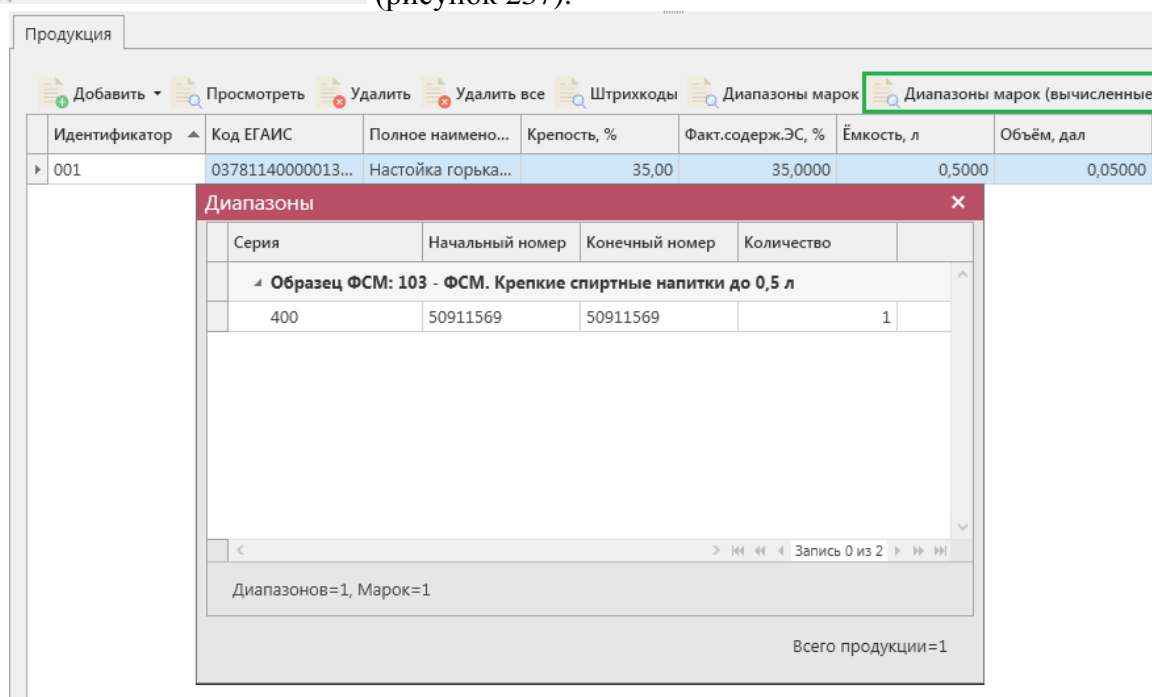 (рисунок 237).
Продукция
Добавить Просмотреть Удалить Удалить все Штрихкоды Диапазоны марок Диапазоны марок (вычисленные
Идентификатор Код ЕГАИС Полное наимено... Крепость, % Факт.содерж.ЭС, % Ёмкость, л Объём, дал
001 03781140000013... Настойка горька... 35,00 35,0000 0,5000 0,05000
Диапазоны
Серия Начальный номер Конечный номер Количество
Образец ФСМ: 103 - ФСМ. Крепкие спиртные напитки до 0,5 л
400 50911569 50911569 1
Запись 0 из 2
Диапазонов=1, Марок=1
Всего продукции=1